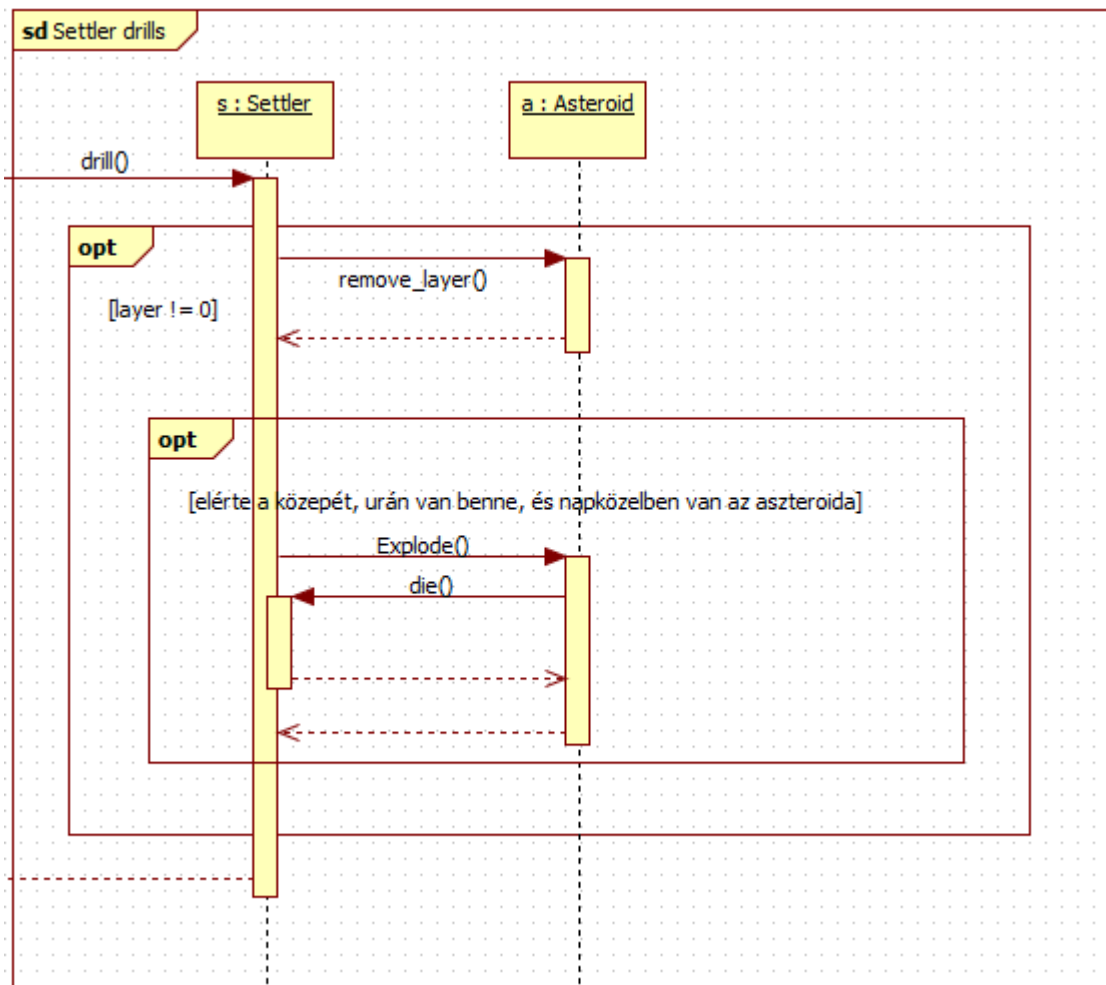 sd Settler drills
s : Settler
a : Asteroid
drill()
opt
remove_layer()
[layer != 0]
opt
[elérte a közepét, urán van benne, és napközelben van az aszteroida]
Explode()
die()